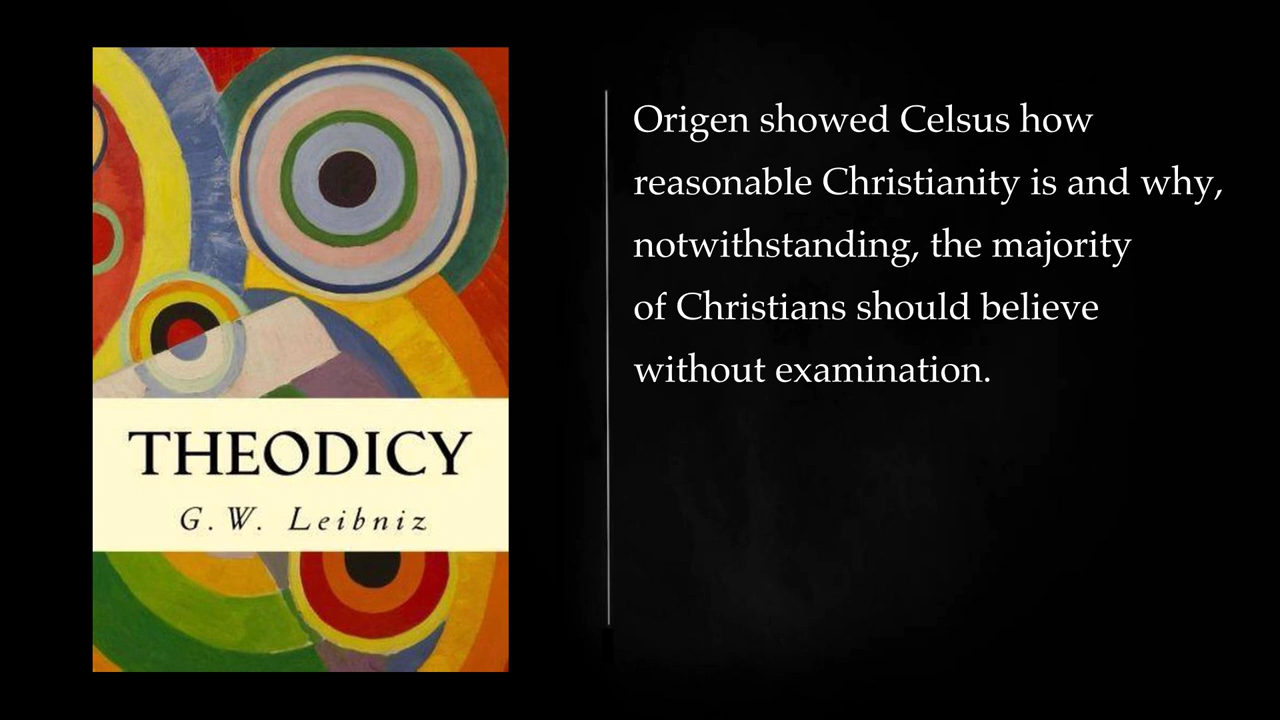 THEODICY
G. W. Leibniz
Origen showed Celsus how
reasonable Christianity is and why,
notwithstanding, the majority
of Christians should believe
without examination.